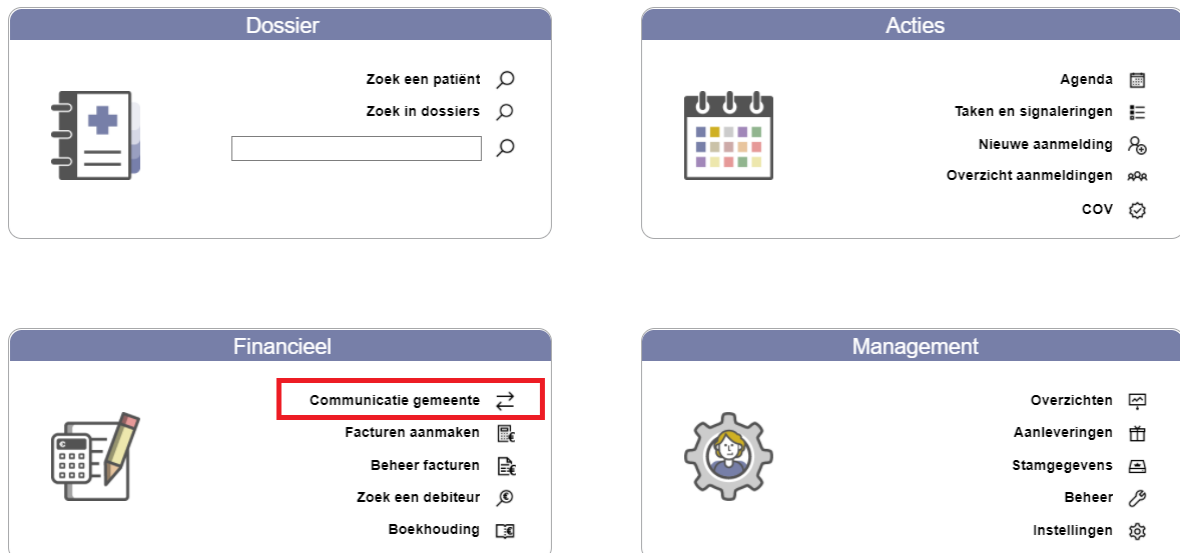 Dossier
Zoek een patiënt
Zoek in dossiers
Acties
Agenda
Taken en signaleringen
Nieuwe aanmelding
Overzicht aanmeldingen
COV
Financieel
Communicatie gemeente
Facturen aanmaken
Beheer facturen
Zoek een debiteur
Boekhouding
Management
Overzichten
Aanleveringen
Stamgegevens
Beheer
Instellingen